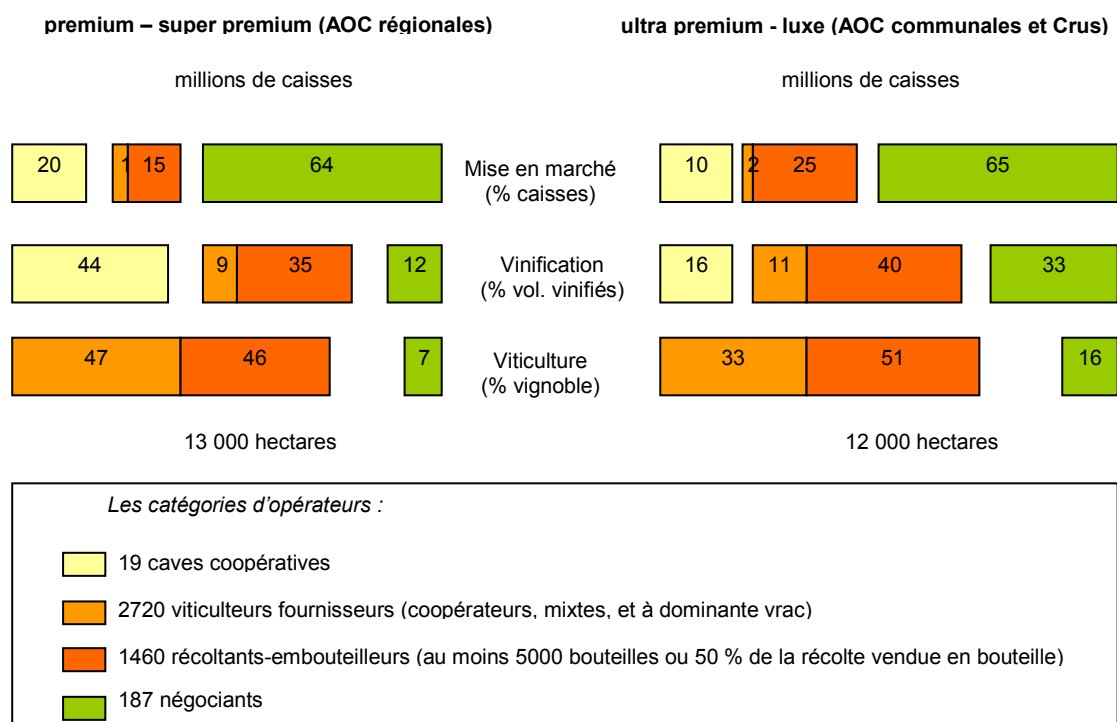 premium – super premium (AOC régionales)
ultra premium - luxe (AOC communales et Crus)
millions de caisses
millions de caisses
20 1 15 64
Mise en marché
(% caisses)
10 2 25 65
44 9 35 12
Vinification
(% vol. vinifiés)
16 11 40 33
47 46 7
Viticulture
(% vignoble)
33 51 16
13 000 hectares
12 000 hectares
Les catégories d’opérateurs :
19 caves coopératives
2720 viticulteurs fournisseurs (coopérateurs, mixtes, et à dominante vrac)
1460 récoltants-embouteilleurs (au moins 5000 bouteilles ou 50 % de la récolte vendue en bouteille)
187 négociants